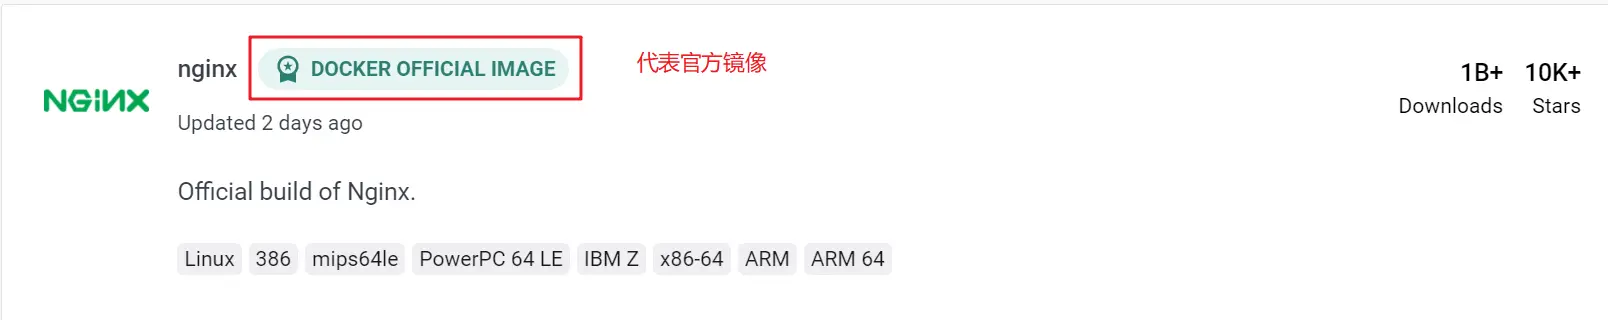 nginx DOCKER OFFICIAL IMAGE 代表官方镜像
1B+ 10K+
NGINX
Downloads Stars
Updated 2 days ago
Official build of Nginx.
Linux 386 mips64le PowerPC 64 LE IBM Z x86-64 ARM ARM 64